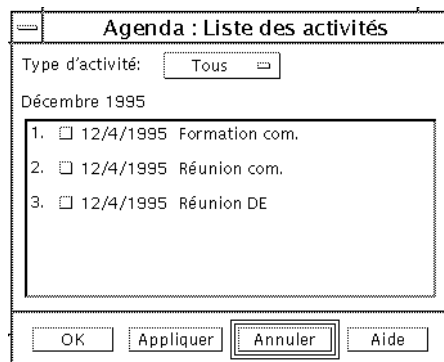 Agenda : Liste des activités
Type d'activité: Tous
Décembre 1995
1. 12/4/1995 Formation com.
2. 12/4/1995 Réunion com.
3. 12/4/1995 Réunion DE
OK Appliquer Annuler Aide